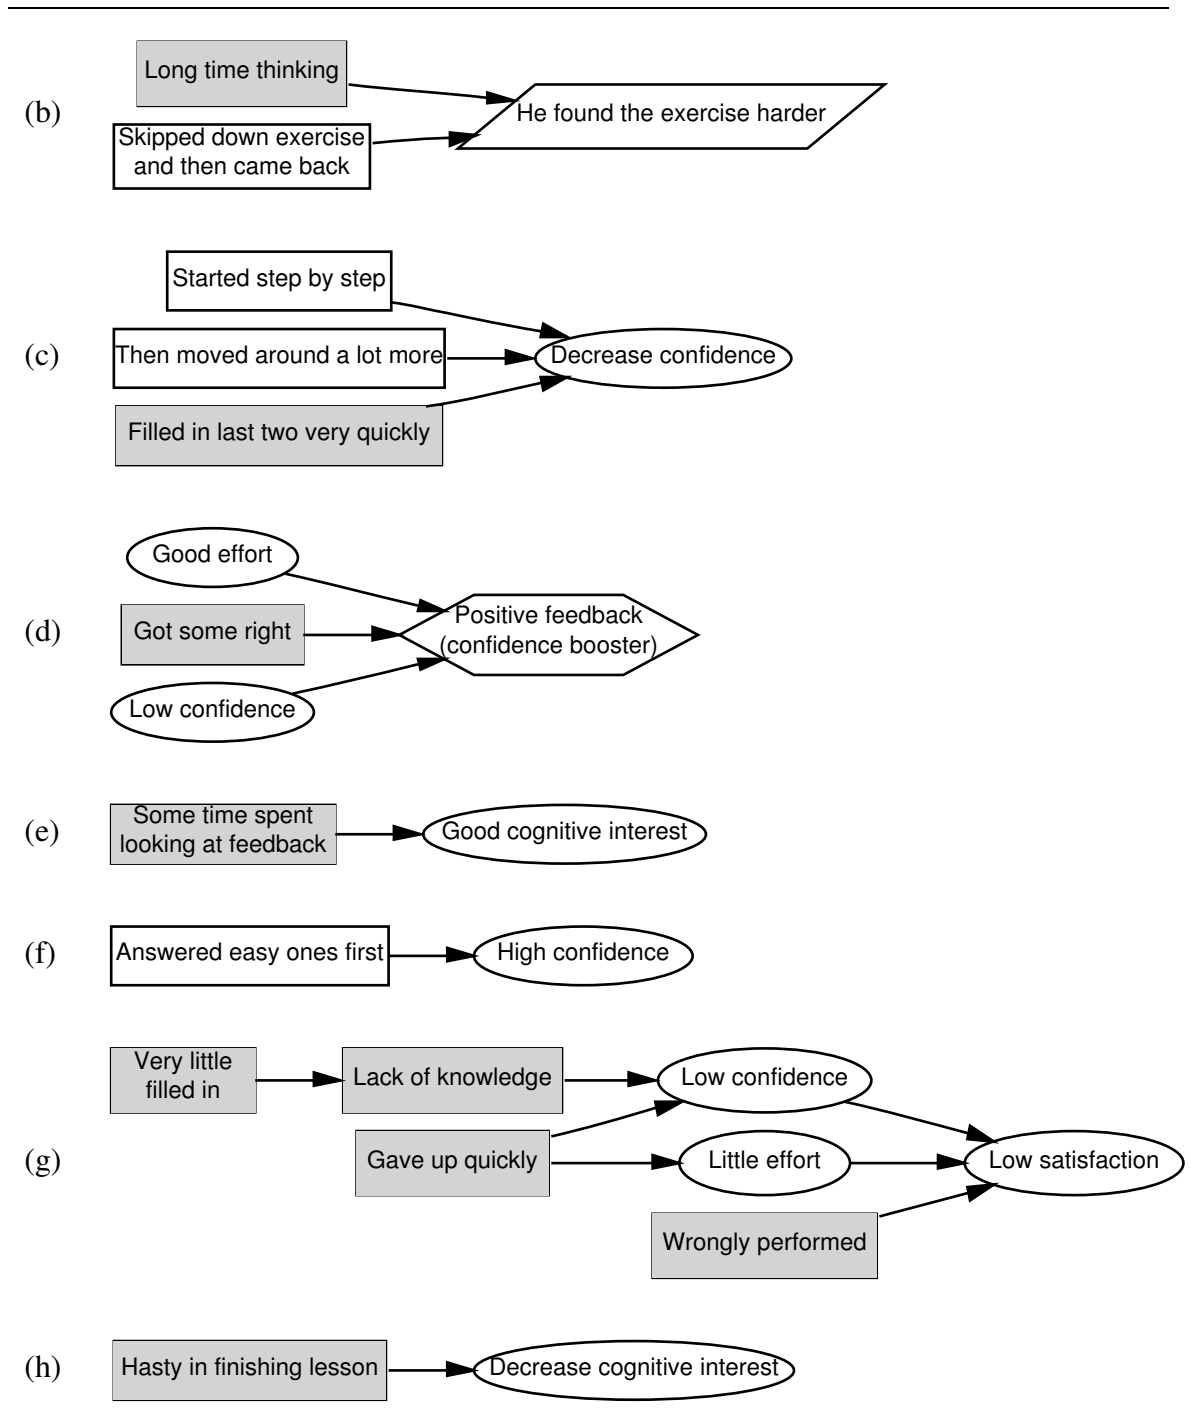 (b)
Long time thinking
Skipped down exercise
and then came back
He found the exercise harder
(c)
Started step by step
Then moved around a lot more
Filled in last two very quickly
Decrease confidence
(d)
Good effort
Got some right
Low confidence
Positive feedback
(confidence booster)
(e)
Some time spent
looking at feedback
Good cognitive interest
(f)
Answered easy ones first
High confidence
(g)
Very little
filled in
Lack of knowledge
Low confidence
Gave up quickly
Little effort
Low satisfaction
Wrongly performed
(h)
Hasty in finishing lesson
Decrease cognitive interest